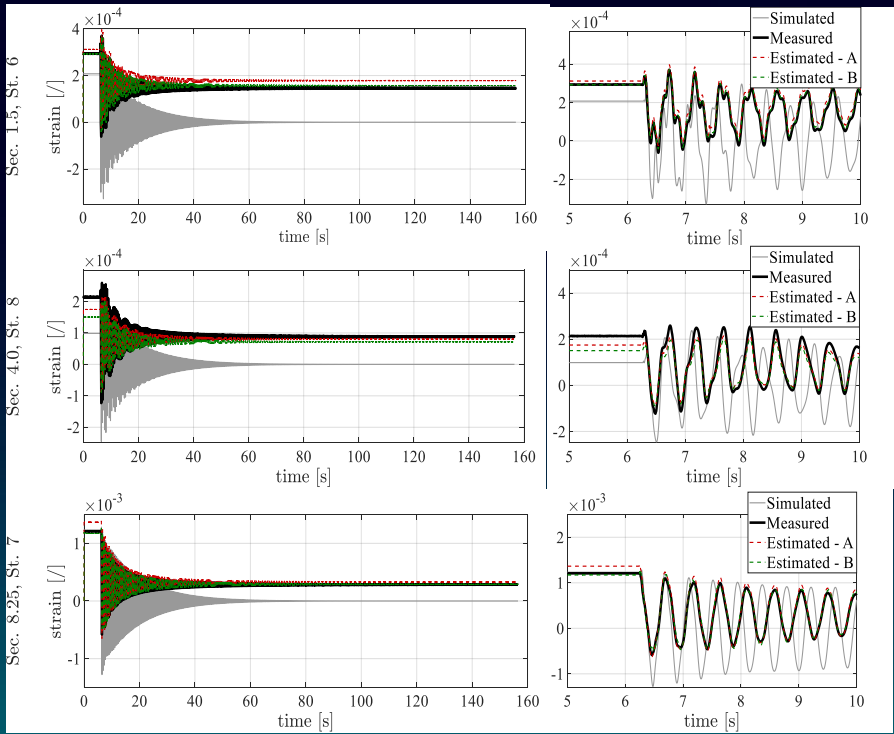 ×10⁻⁴
4
2
0
-2
strain [/]
Sec. 1.5, St. 6
0 20 40 60 80 100 120 140 160
time [s]
×10⁻⁴
4
2
0
-2
5 6 7 8 9 10
time [s]
Simulated
Measured
Estimated - A
Estimated - B
×10⁻⁴
2
1
0
-1
-2
strain [/]
Sec. 4.0, St. 8
0 20 40 60 80 100 120 140 160
time [s]
×10⁻⁴
4
2
0
-2
5 6 7 8 9 10
time [s]
Simulated
Measured
Estimated - A
Estimated - B
×10⁻³
1
0
-1
strain [/]
Sec. 8.25, St. 7
0 20 40 60 80 100 120 140 160
time [s]
×10⁻³
2
1
0
-1
5 6 7 8 9 10
time [s]
Simulated
Measured
Estimated - A
Estimated - B